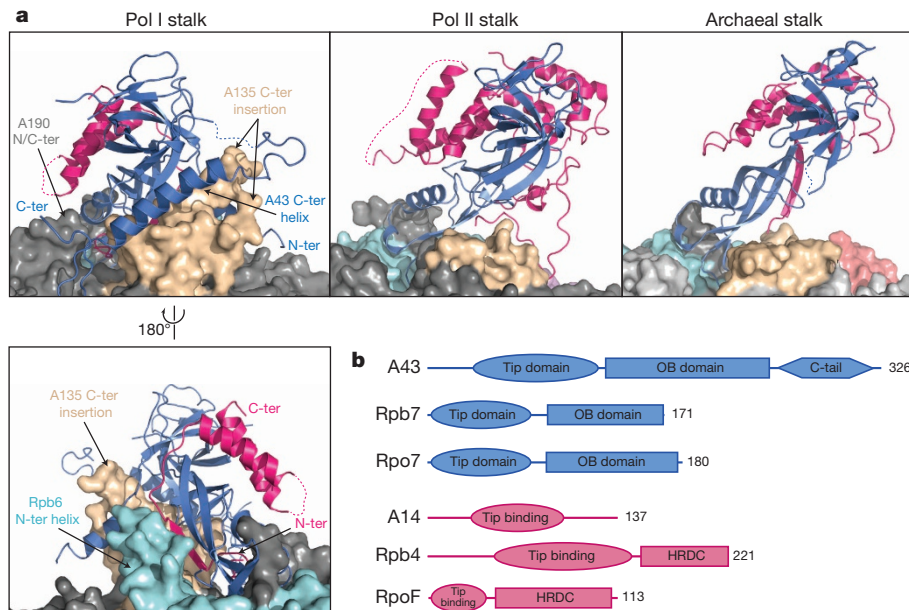 a
Pol I stalk
Pol II stalk
Archaeal stalk
A135 C-ter
insertion
A190
N/C-ter
C-ter
A43 C-ter
helix
N-ter
180°
A135 C-ter
insertion
C-ter
Rpb6
N-ter helix
N-ter
b
A43 Tip domain OB domain C-tail 326
Rpb7 Tip domain OB domain 171
Rpo7 Tip domain OB domain 180
A14 Tip binding 137
Rpb4 Tip binding HRDC 221
RpoF Tip
binding HRDC 113